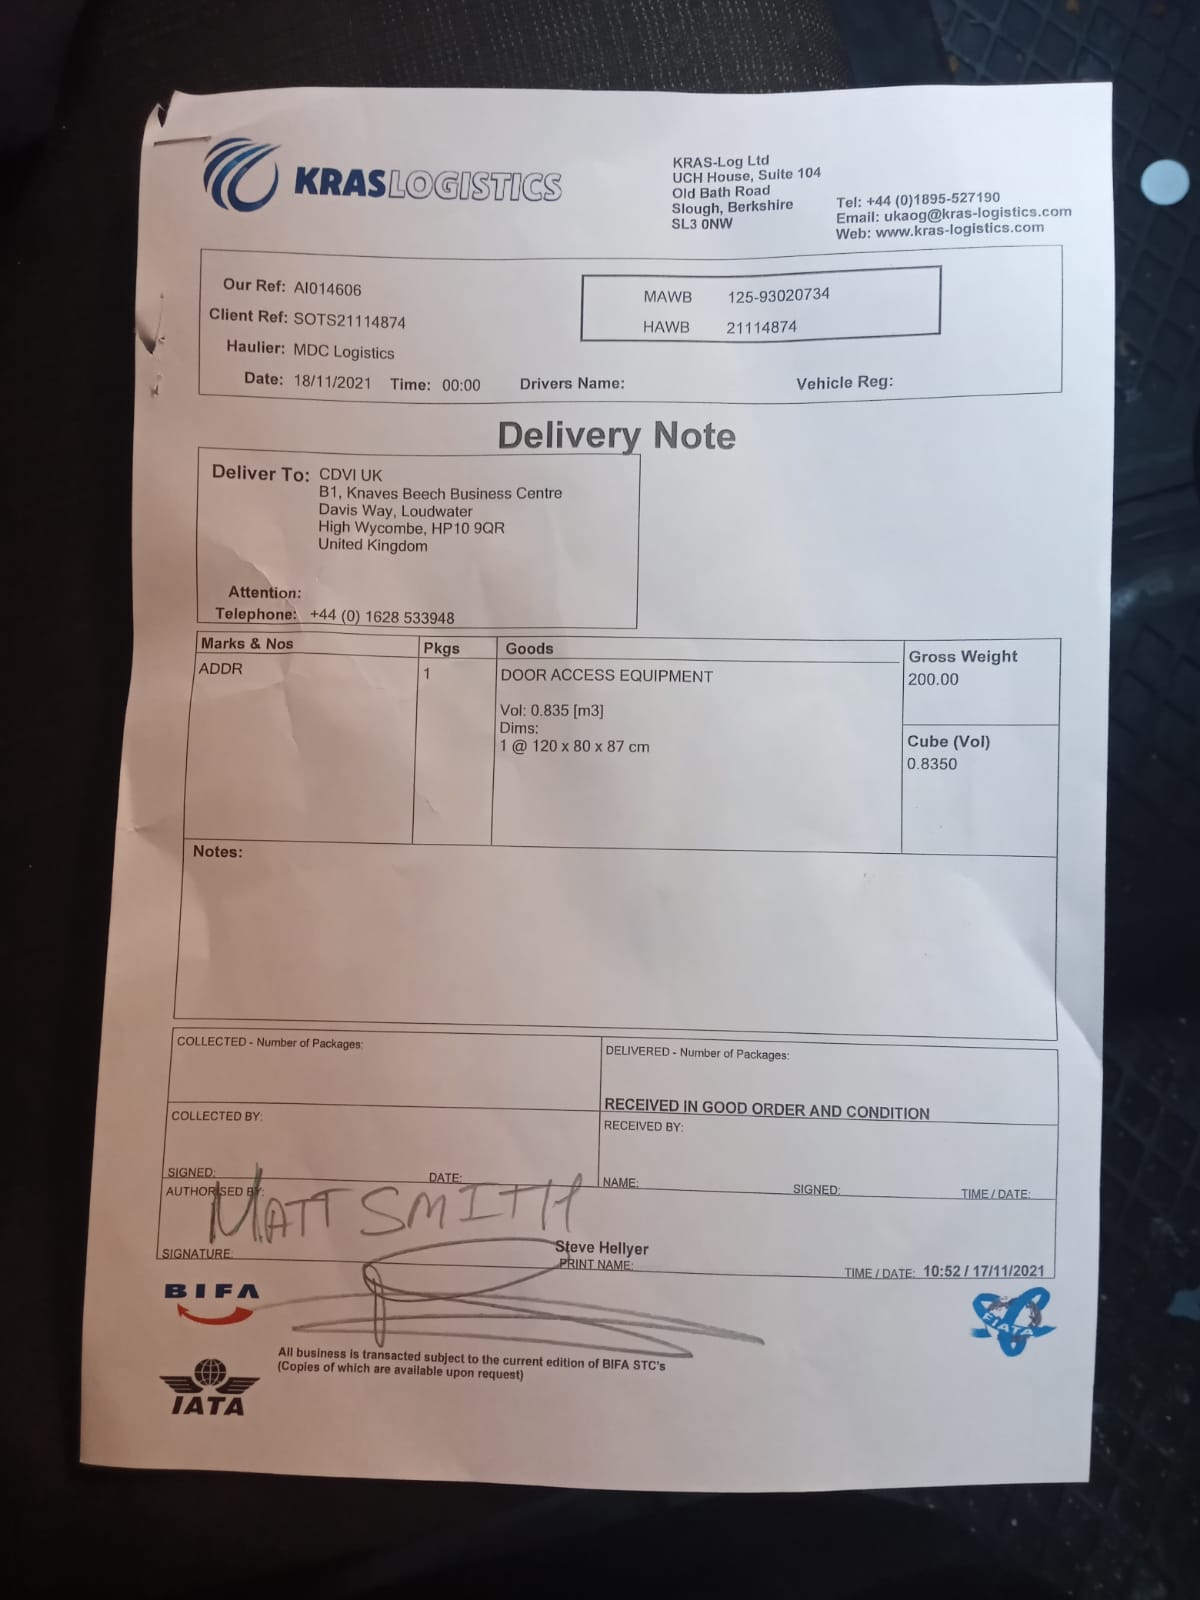 KRAS LOGISTICS
KRAS-Log Ltd
UCH House, Suite 104
Old Bath Road
Slough, Berkshire
SL3 0NW
Tel: +44 (0)1895-527190
Email: ukaog@kras-logistics.com
Web: www.kras-logistics.com
Our Ref: AI014606
Client Ref: SOTS21114874
Haulier: MDC Logistics
Date: 18/11/2021 Time: 00:00 Drivers Name: Vehicle Reg:
MAWB 125-93020734
HAWB 21114874
Delivery Note
Deliver To: CDVI UK
B1, Knaves Beech Business Centre
Davis Way, Loudwater
High Wycombe, HP10 9QR
United Kingdom
Attention:
Telephone: +44 (0) 1628 533948
Marks & Nos Pkgs Goods Gross Weight
ADDR 1 DOOR ACCESS EQUIPMENT 200.00
Vol: 0.835 [m3]
Dims:
1 @ 120 x 80 x 87 cm
Cube (Vol)
0.8350
Notes:
COLLECTED - Number of Packages:
DELIVERED - Number of Packages:
RECEIVED IN GOOD ORDER AND CONDITION
COLLECTED BY:
RECEIVED BY:
SIGNED: DATE:
NAME: SIGNED: TIME / DATE:
AUTHORISED BY:
MATT SMITH
Steve Hellyer
SIGNATURE: PRINT NAME: TIME / DATE: 10:52 / 17/11/2021
BIFA
FIATA
All business is transacted subject to the current edition of BIFA STC's
(Copies of which are available upon request)
IATA